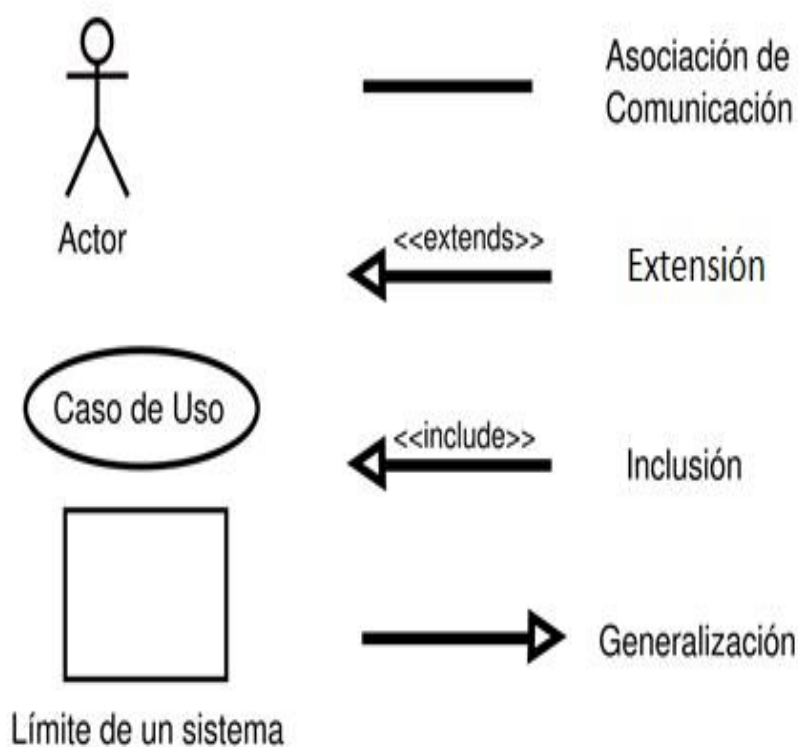 Asociación de
Comunicación
Actor
<<extends>>
Extensión
Caso de Uso
<<include>>
Inclusión
Generalización
Límite de un sistema